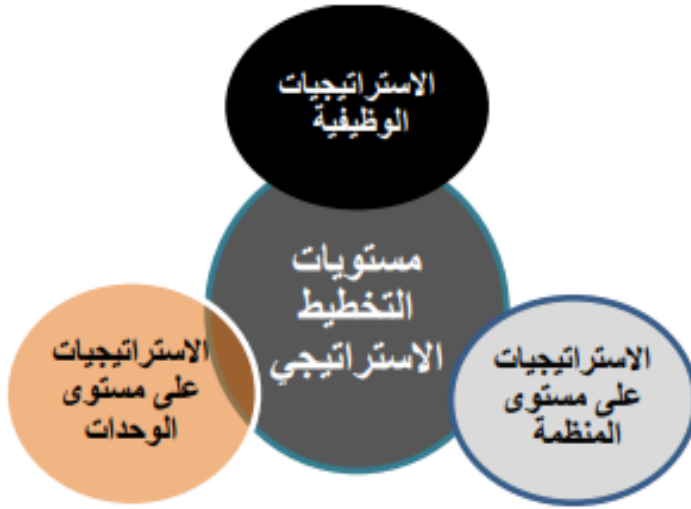 الاستراتيجيات
الوظيفية
مستويات
التخطيط
الاستراتيجي
الاستراتيجيات
على مستوى
المنظمة
الاستراتيجيات
على مستوى
الوحدات